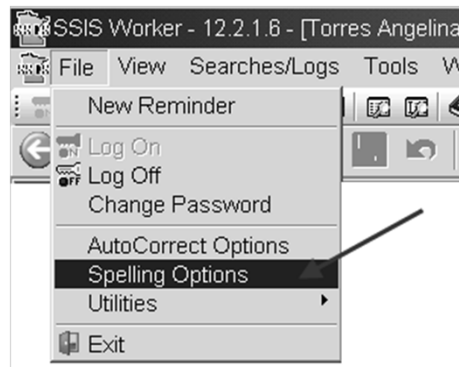 SSIS Worker - 12.2.1.6 - [Torres Angelina
File View Searches/Logs Tools
New Reminder
Log On
Log Off
Change Password
AutoCorrect Options
Spelling Options
Utilities
Exit